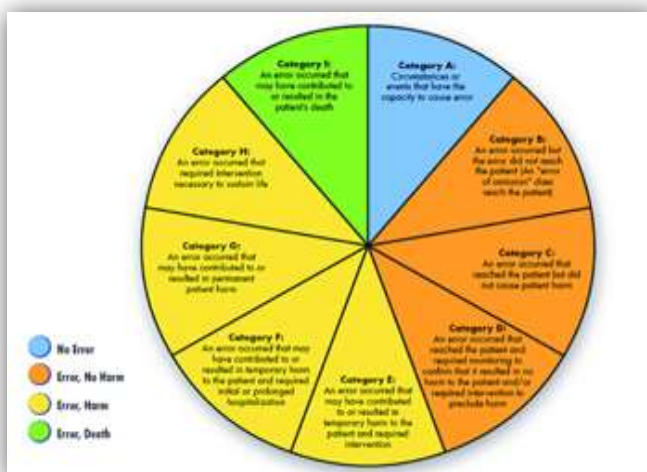 Category A:
Circumstances or
events that have the
capacity to cause error
Category B:
An error occurred but
the error did not reach
the patient (An "error
of omission" does
reach the patient)
Category C:
An error occurred that
reached the patient but did
not cause patient harm
Category D:
An error occurred that
reached the patient and
required monitoring to
confirm that it resulted in no
harm to the patient and/or
required intervention to
preclude harm
Category E:
An error occurred that
may have contributed
to or resulted in
temporary harm to the
patient and required
intervention
Category F:
An error occurred that may
have contributed to or
resulted in temporary harm
to the patient and required
initial or prolonged
hospitalization
Category G:
An error occurred that
may have contributed to or
resulted in permanent
patient harm
Category H:
An error occurred that
required intervention
necessary to sustain life
Category I:
An error occurred that
may have contributed to
or resulted in the
patient's death
No Error
Error, No Harm
Error, Harm
Error, Death